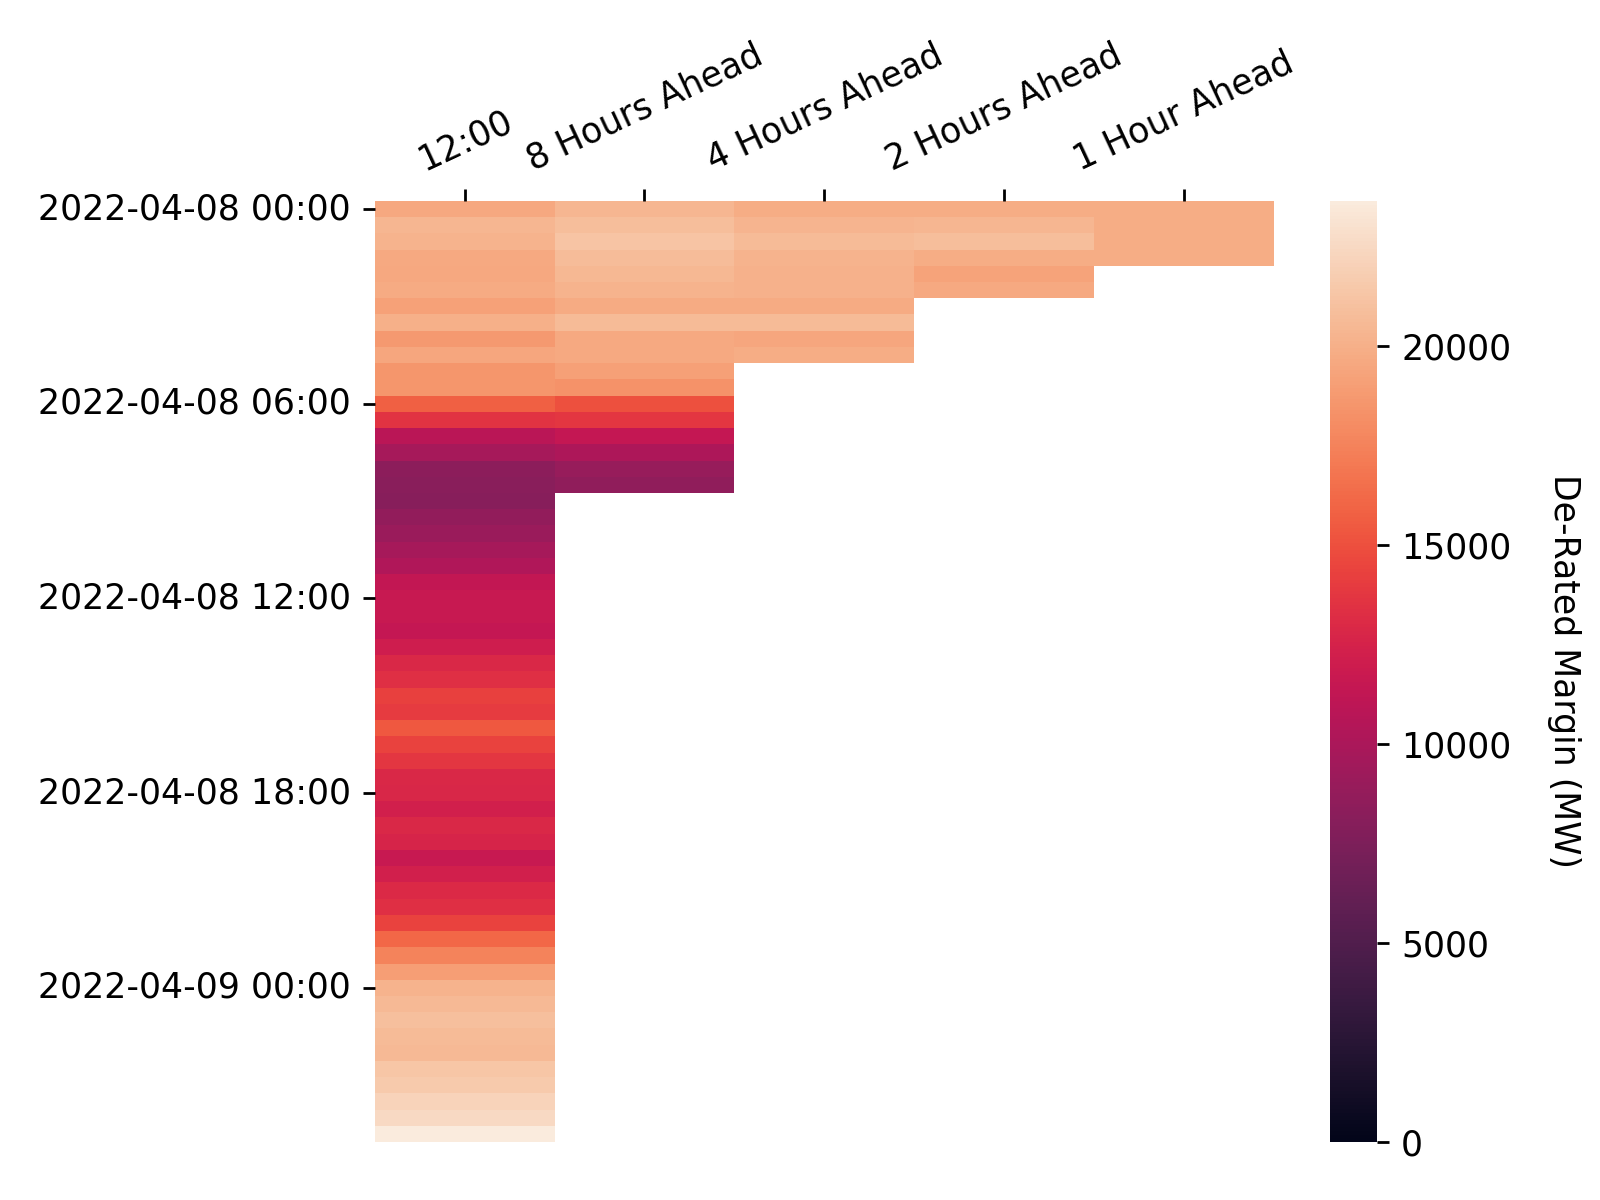 12:00
8 Hours Ahead
4 Hours Ahead
2 Hours Ahead
1 Hour Ahead
2022-04-08 00:00
2022-04-08 06:00
2022-04-08 12:00
2022-04-08 18:00
2022-04-09 00:00
20000
15000
10000
5000
0
De-Rated Margin (MW)